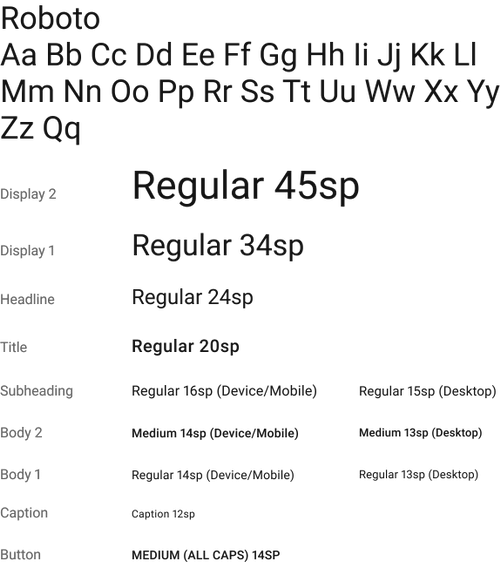 Roboto
Aa Bb Cc Dd Ee Ff Gg Hh Ii Jj Kk Ll
Mm Nn Oo Pp Rr Ss Tt Uu Ww Xx Yy
Zz Qq
Display 2 Regular 45sp
Display 1 Regular 34sp
Headline Regular 24sp
Title Regular 20sp
Subheading Regular 16sp (Device/Mobile) Regular 15sp (Desktop)
Body 2 Medium 14sp (Device/Mobile) Medium 13sp (Desktop)
Body 1 Regular 14sp (Device/Mobile) Regular 13sp (Desktop)
Caption Caption 12sp
Button MEDIUM (ALL CAPS) 14SP